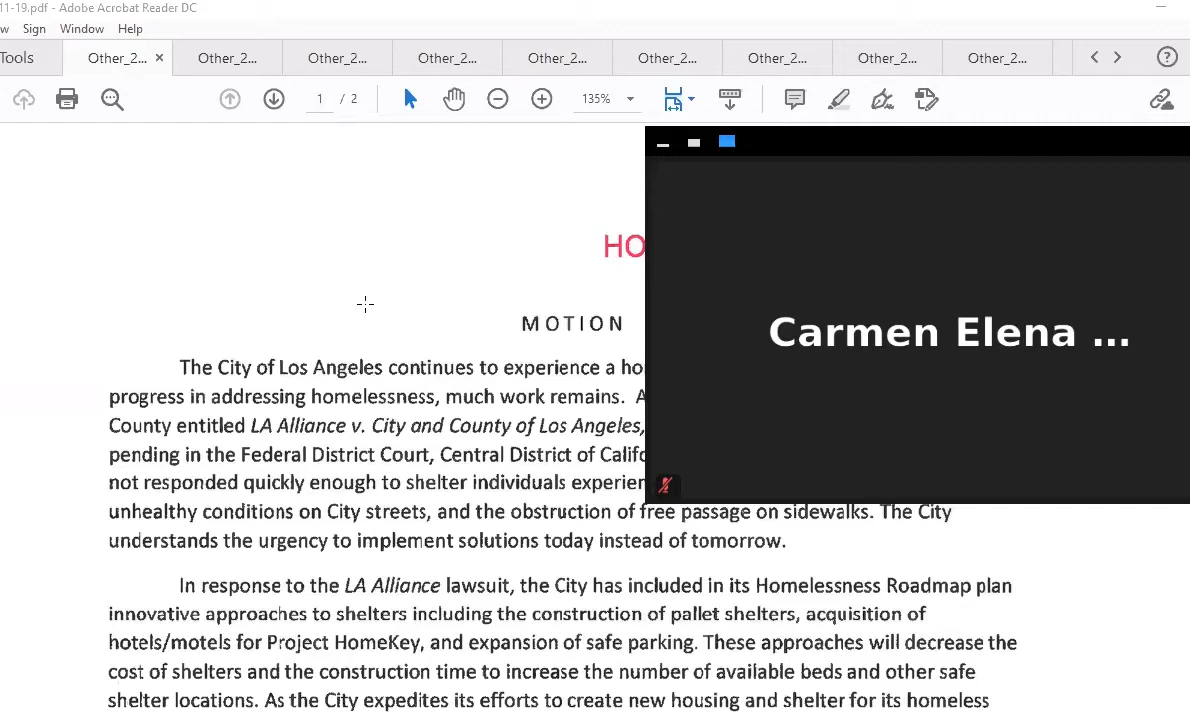 11-19.pdf - Adobe Acrobat Reader DC
w Sign Window Help
Tools Other_2... × Other_2... Other_2... Other_2... Other_2... Other_2... Other_2... Other_2... Other_2...
1 / 2 135%
HO
MOTION
The City of Los Angeles continues to experience a ho
progress in addressing homelessness, much work remains. A
County entitled LA Alliance v. City and County of Los Angeles,
pending in the Federal District Court, Central District of Califo
not responded quickly enough to shelter individuals experien
unhealthy conditions on City streets, and the obstruction of free passage on sidewalks. The City
understands the urgency to implement solutions today instead of tomorrow.
In response to the LA Alliance lawsuit, the City has included in its Homelessness Roadmap plan
innovative approaches to shelters including the construction of pallet shelters, acquisition of
hotels/motels for Project HomeKey, and expansion of safe parking. These approaches will decrease the
cost of shelters and the construction time to increase the number of available beds and other safe
shelter locations. As the City expedites its efforts to create new housing and shelter for its homeless
Carmen Elena ...